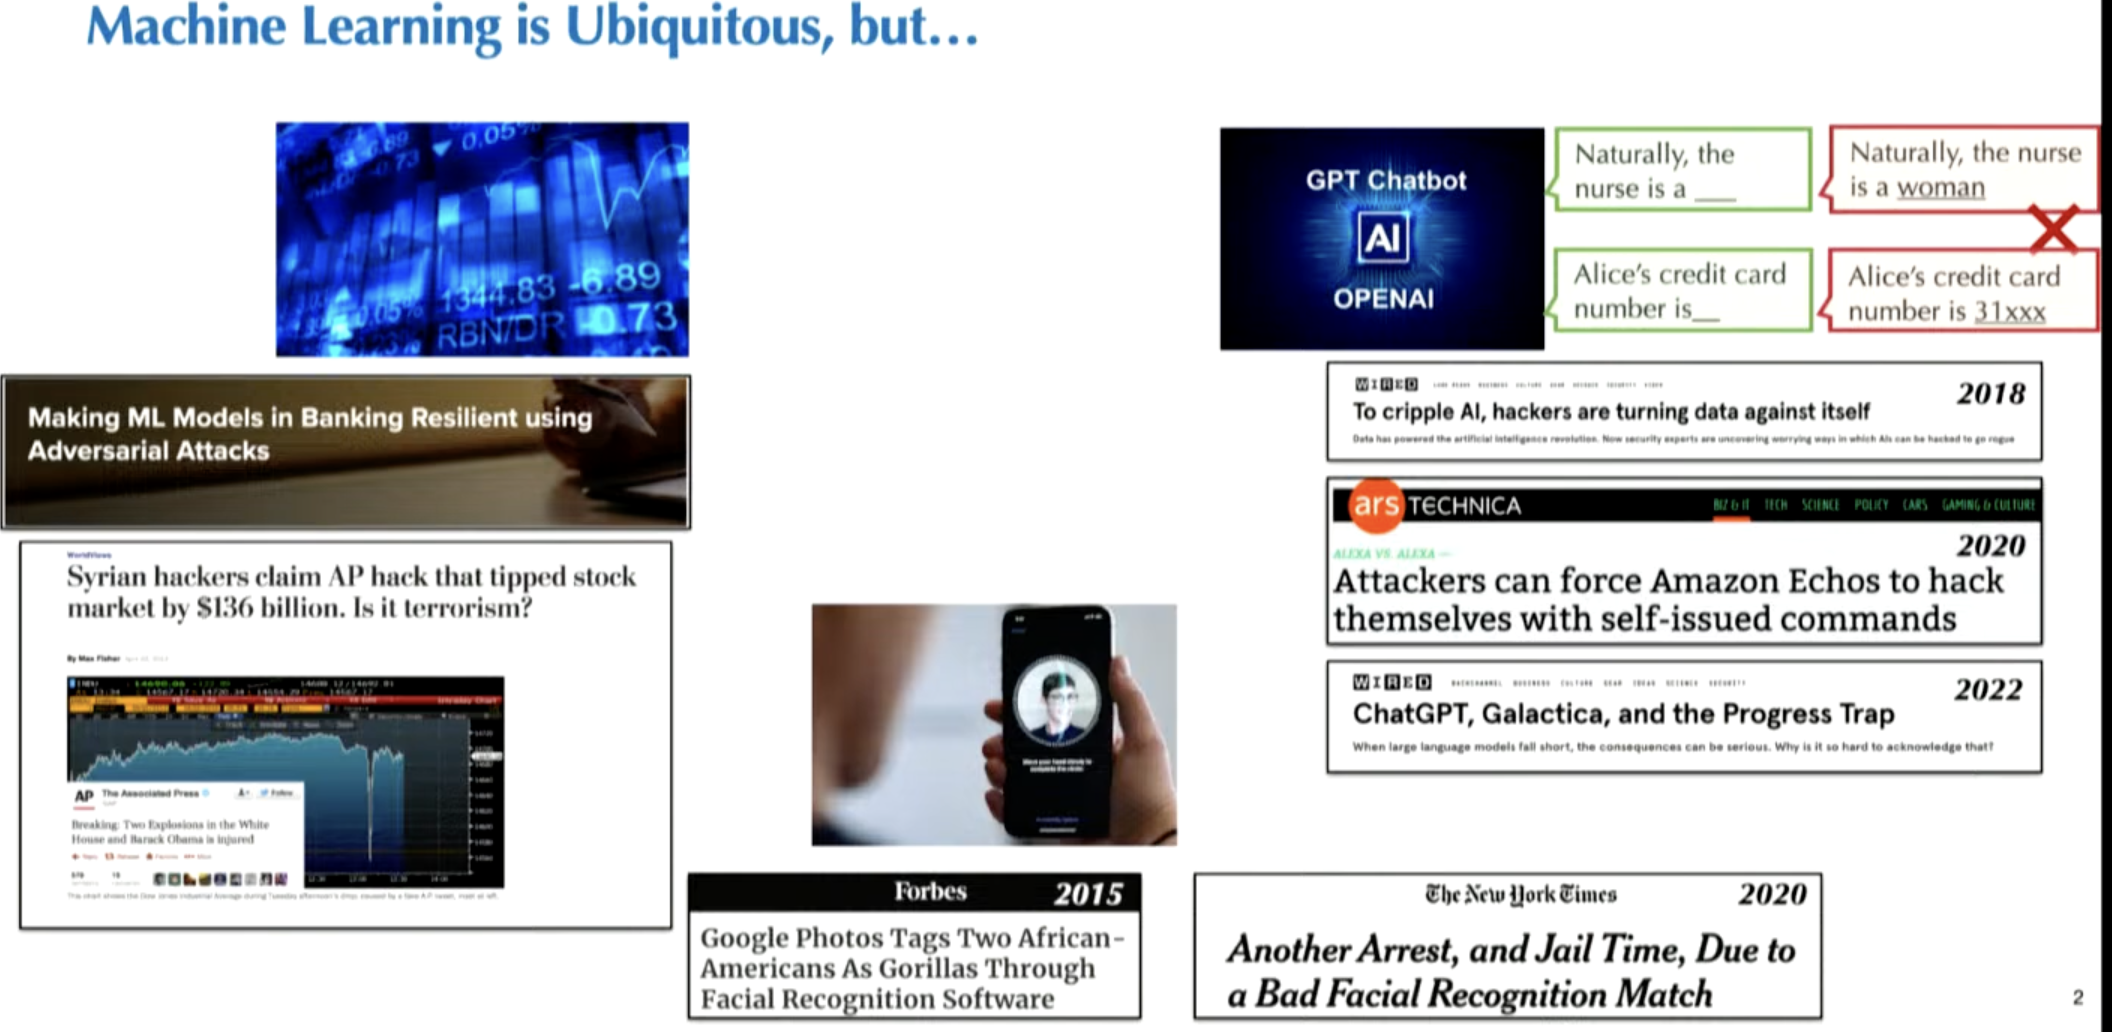 Machine Learning is Ubiquitous, but...
0.05%
1344.83 -6.89
RBN/DR -0.73
Making ML Models in Banking Resilient using
Adversarial Attacks
WorldViews
Syrian hackers claim AP hack that tipped stock
market by $136 billion. Is it terrorism?
By Max Fisher
AP The Associated Press
Follow
Breaking: Two Explosions in the White
House and Barack Obama is injured
GPT Chatbot
AI
OPENAI
Naturally, the
nurse is a ___
Naturally, the nurse
is a woman
Alice's credit card
number is__
Alice's credit card
number is 31xxx
WIRED
2018
To cripple AI, hackers are turning data against itself
Data has powered the artificial intelligence revolution. Now security experts are uncovering worrying ways in which AIs can be hacked to go rogue
ars TECHNICA
BIZ & IT TECH SCIENCE POLICY CARS GAMING & CULTURE
2020
ALEXA VS. ALEXA —
Attackers can force Amazon Echos to hack
themselves with self-issued commands
WIRED
BACKCHANNEL BUSINESS CULTURE GEAR IDEAS SCIENCE SECURITY
2022
ChatGPT, Galactica, and the Progress Trap
When large language models fall short, the consequences can be serious. Why is it so hard to acknowledge that?
Forbes 2015
Google Photos Tags Two African-
Americans As Gorillas Through
Facial Recognition Software
The New York Times 2020
Another Arrest, and Jail Time, Due to
a Bad Facial Recognition Match
2